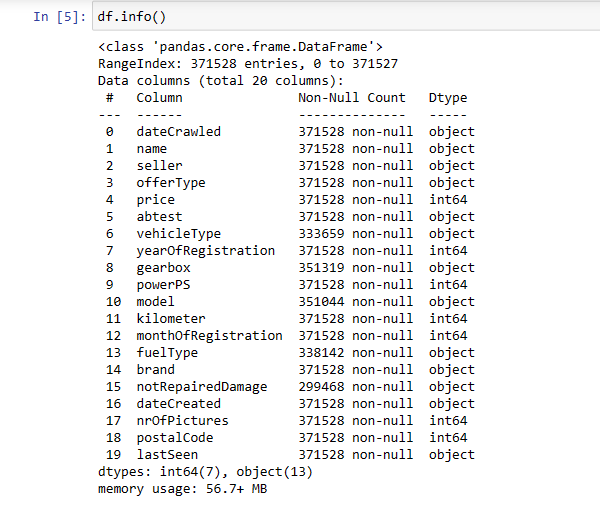 In [5]: df.info()
<class 'pandas.core.frame.DataFrame'>
RangeIndex: 371528 entries, 0 to 371527
Data columns (total 20 columns):
 #   Column               Non-Null Count   Dtype
---  ------               --------------   -----
 0   dateCrawled          371528 non-null  object
 1   name                 371528 non-null  object
 2   seller               371528 non-null  object
 3   offerType            371528 non-null  object
 4   price                371528 non-null  int64
 5   abtest               371528 non-null  object
 6   vehicleType          333659 non-null  object
 7   yearOfRegistration   371528 non-null  int64
 8   gearbox              351319 non-null  object
 9   powerPS              371528 non-null  int64
 10  model                351044 non-null  object
 11  kilometer            371528 non-null  int64
 12  monthOfRegistration  371528 non-null  int64
 13  fuelType             338142 non-null  object
 14  brand                371528 non-null  object
 15  notRepairedDamage    299468 non-null  object
 16  dateCreated          371528 non-null  object
 17  nrOfPictures         371528 non-null  int64
 18  postalCode           371528 non-null  int64
 19  lastSeen             371528 non-null  object
dtypes: int64(7), object(13)
memory usage: 56.7+ MB